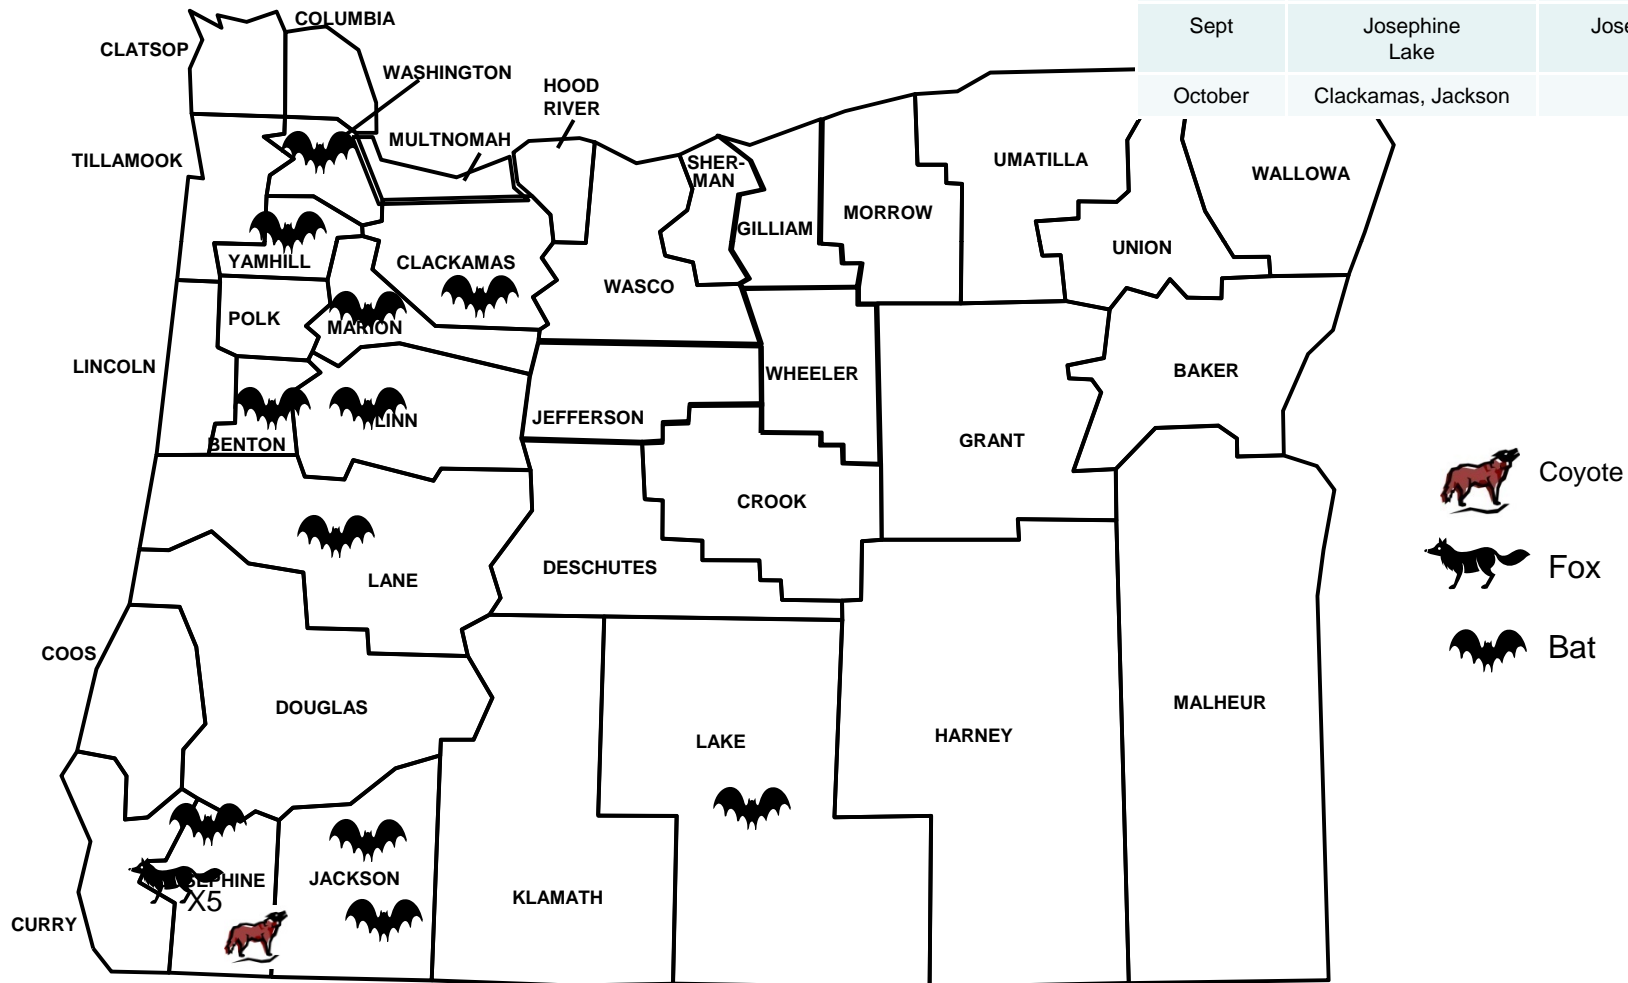 COLUMBIA
CLATSOP
Sept
Josephine
Lake
October
Clackamas, Jackson
WASHINGTON
HOOD
RIVER
MULTNOMAH
TILLAMOOK
SHER-
MAN
UMATILLA
WALLOWA
MORROW
GILLIAM
UNION
YAMHILL
CLACKAMAS
WASCO
POLK
MARION
LINCOLN
WHEELER
BAKER
JEFFERSON
LINN
BENTON
GRANT
CROOK
Coyote
DESCHUTES
LANE
Fox
COOS
Bat
DOUGLAS
LAKE
HARNEY
MALHEUR
JACKSON
X5
KLAMATH
CURRY